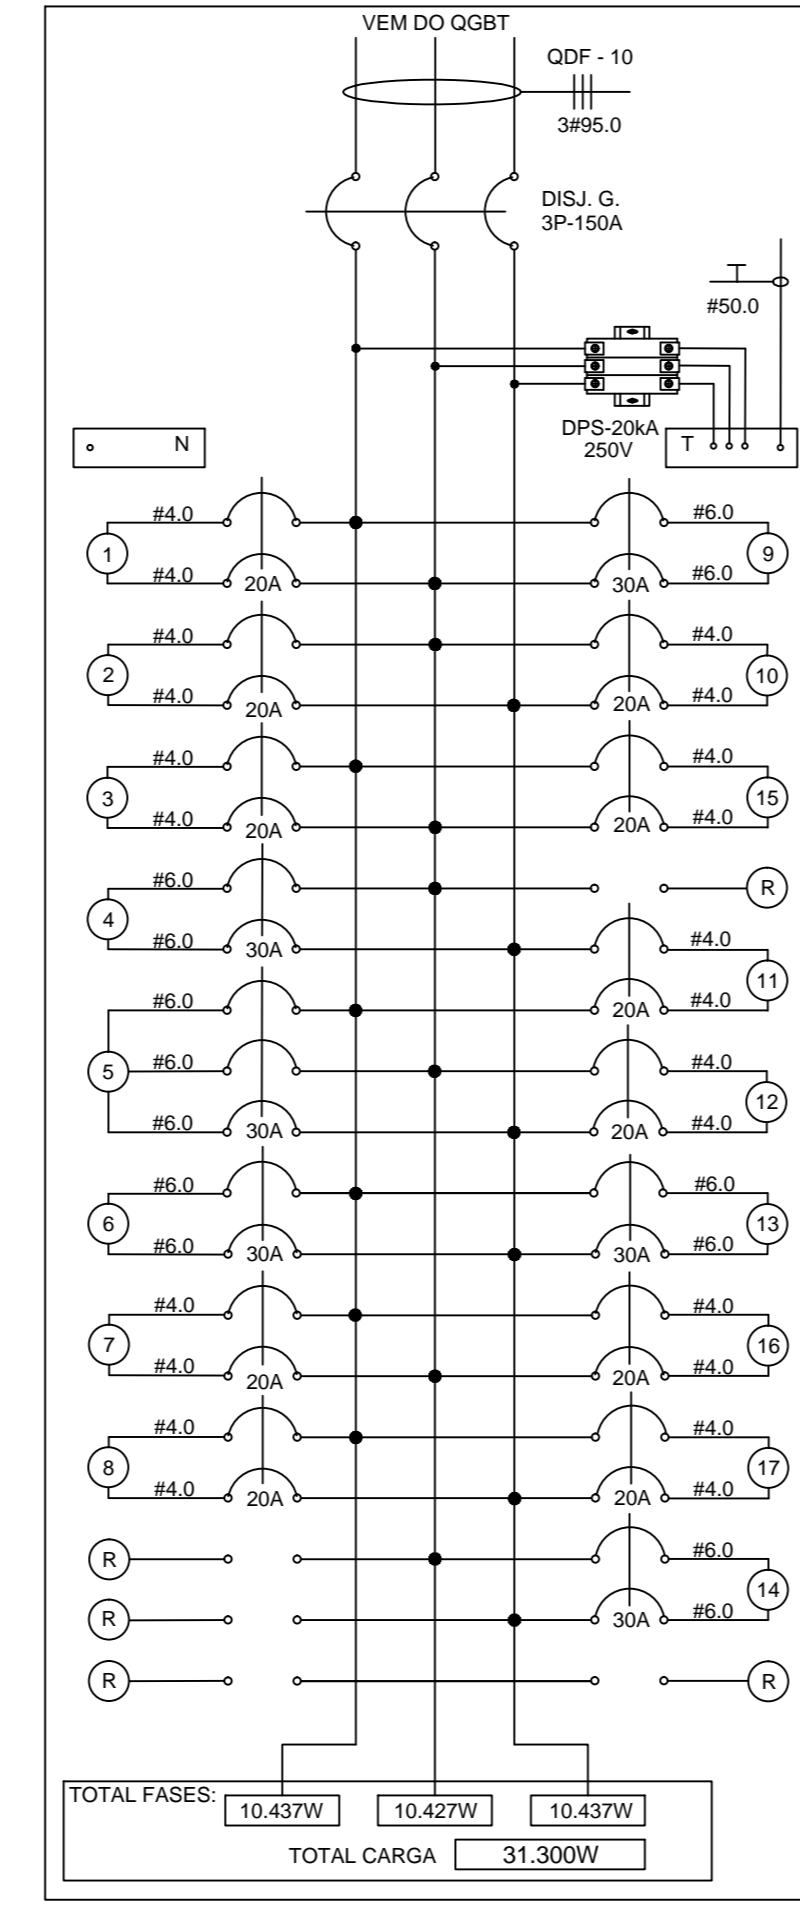 VEM DO QGBT
QDF - 10
3#95.0
DISJ. G.
3P-150A
#50.0
DPS-20kA
250V
N
T
#4.0
#6.0
1
9
#4.0
20A
30A
#6.0
#4.0
#4.0
2
10
#4.0
20A
20A
#4.0
#4.0
#4.0
3
15
#4.0
20A
20A
#4.0
#6.0
R
4
#6.0
30A
#4.0
11
#6.0
20A
#4.0
5
#6.0
#4.0
12
#6.0
30A
20A
#4.0
#6.0
#6.0
6
13
#6.0
30A
30A
#6.0
#4.0
#4.0
7
16
#4.0
20A
20A
#4.0
#4.0
#4.0
8
17
#4.0
20A
20A
#4.0
R
#6.0
14
R
30A
#6.0
R
R
TOTAL FASES:
10.437W
10.427W
10.437W
TOTAL CARGA
31.300W